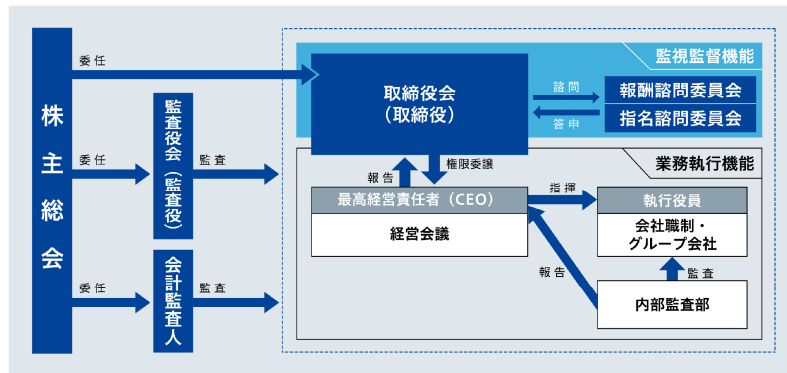 株主総会
委任
委任
委任
監査役会（監査役）
監査
会計監査人
監査
監視監督機能
取締役会
（取締役）
諮問
答申
報酬諮問委員会
指名諮問委員会
業務執行機能
報告
権限委譲
最高経営責任者（CEO）
経営会議
指揮
執行役員
会社職制・
グループ会社
報告
監査
内部監査部